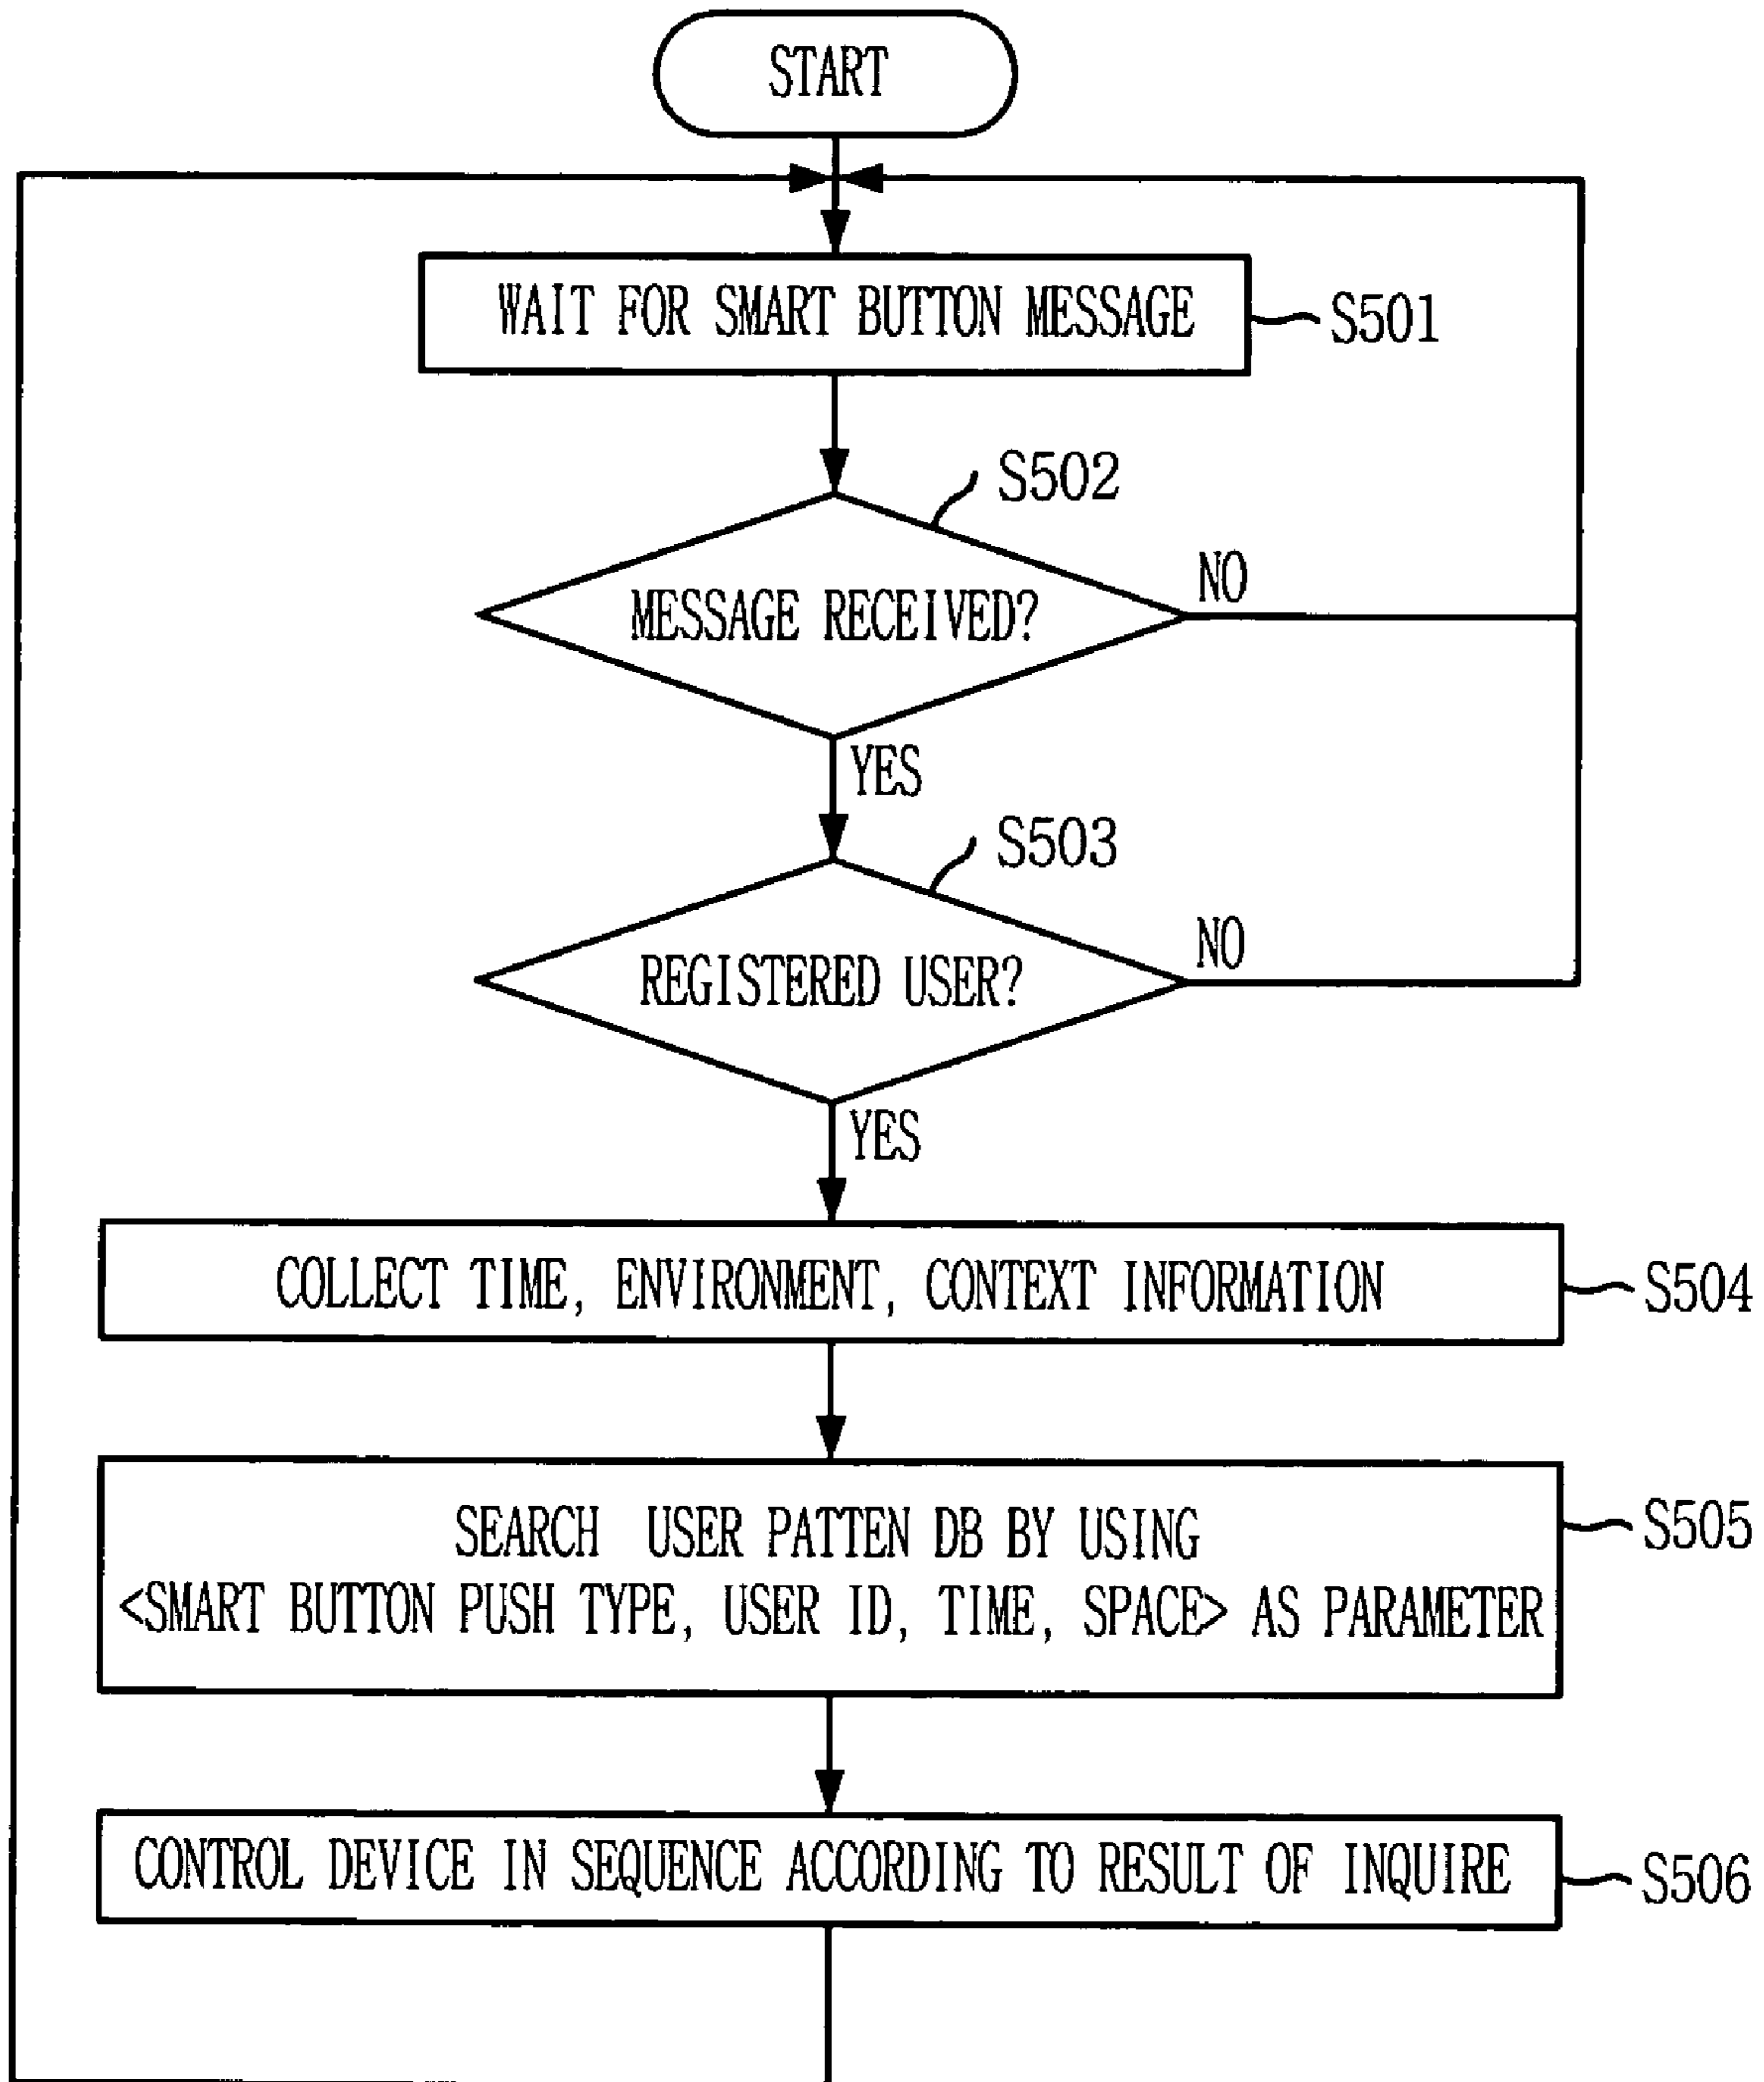 START
WAIT FOR SMART BUTTON MESSAGE
S501
S502
MESSAGE RECEIVED?
NO
YES
S503
REGISTERED USER?
NO
YES
COLLECT TIME, ENVIRONMENT, CONTEXT INFORMATION
S504
SEARCH USER PATTEN DB BY USING
<SMART BUTTON PUSH TYPE, USER ID, TIME, SPACE> AS PARAMETER
S505
CONTROL DEVICE IN SEQUENCE ACCORDING TO RESULT OF INQUIRE
S506